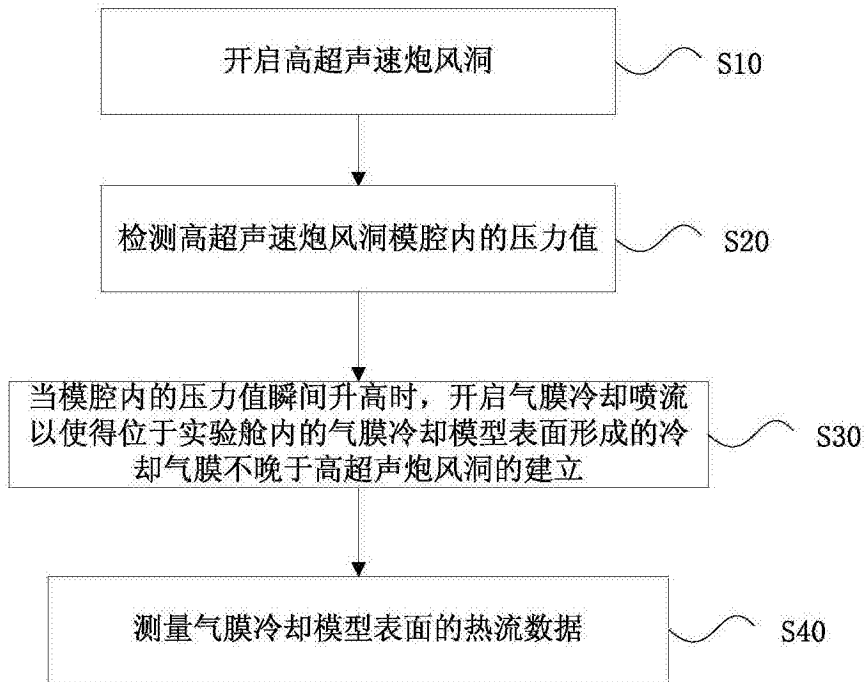 开启高超声速炮风洞
S10
检测高超声速炮风洞模腔内的压力值
S20
当模腔内的压力值瞬间升高时，开启气膜冷却喷流
以使得位于实验舱内的气膜冷却模型表面形成的冷
却气膜不晚于高超声炮风洞的建立
S30
测量气膜冷却模型表面的热流数据
S40